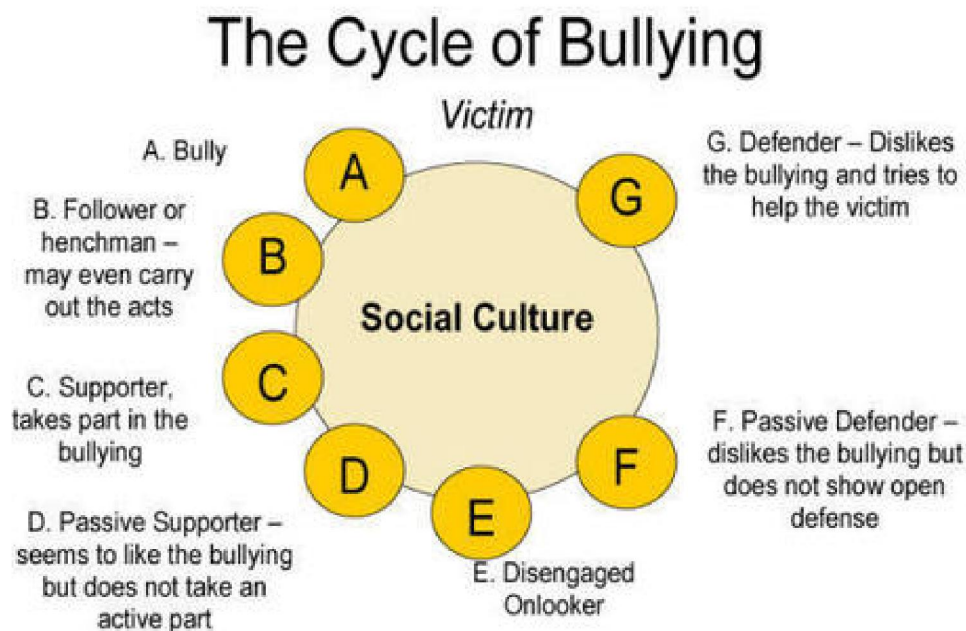 The Cycle of Bullying
Victim
A. Bully
B. Follower or
henchman –
may even carry
out the acts
C. Supporter,
takes part in the
bullying
D. Passive Supporter –
seems to like the bullying
but does not take an
active part
E. Disengaged
Onlooker
F. Passive Defender –
dislikes the bullying but
does not show open
defense
G. Defender – Dislikes
the bullying and tries to
help the victim
A
B
C
D
E
F
G
Social Culture